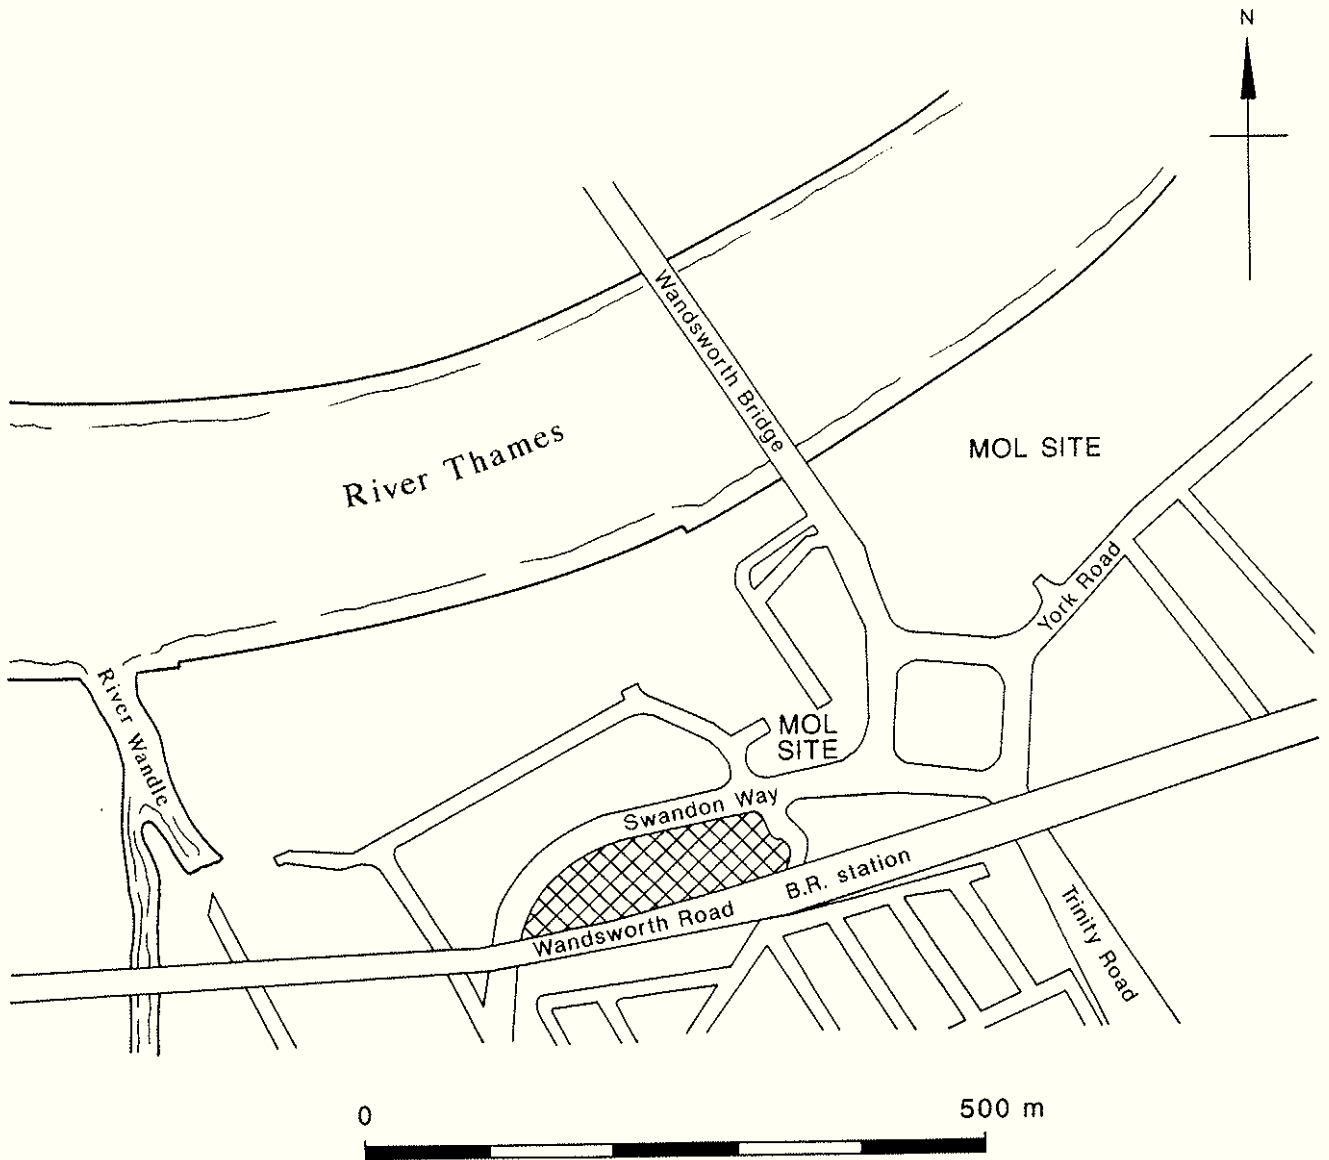 N
Wandsworth Bridge
River Thames
MOL SITE
York Road
River Wandle
MOL
SITE
Swandon Way
B.R. station
Wandsworth Road
Trinity Road
0
500 m